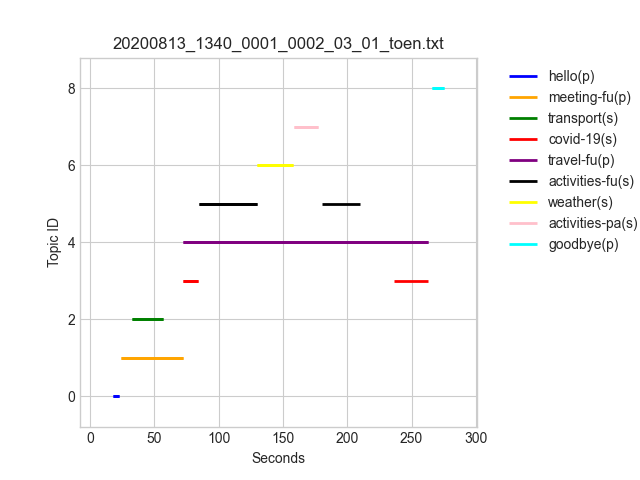 20200813_1340_0001_0002_03_01_toen.txt
8
6
4
2
0
Topic ID
0 50 100 150 200 250 300
Seconds
hello(p)
meeting-fu(p)
transport(s)
covid-19(s)
travel-fu(p)
activities-fu(s)
weather(s)
activities-pa(s)
goodbye(p)